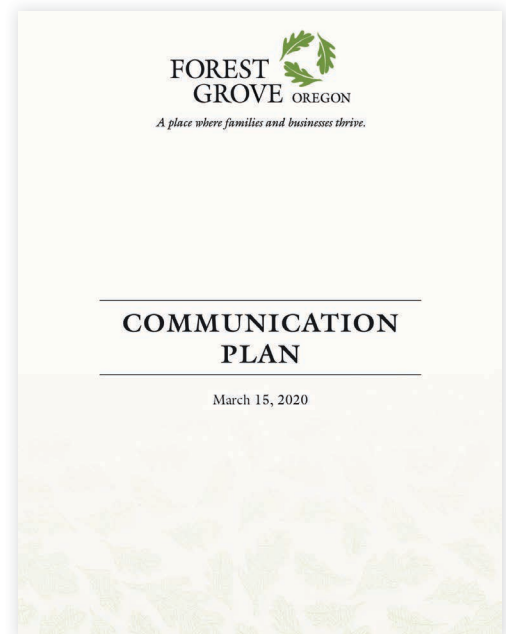 FOREST
GROVE OREGON
A place where families and businesses thrive.
COMMUNICATION
PLAN
March 15, 2020